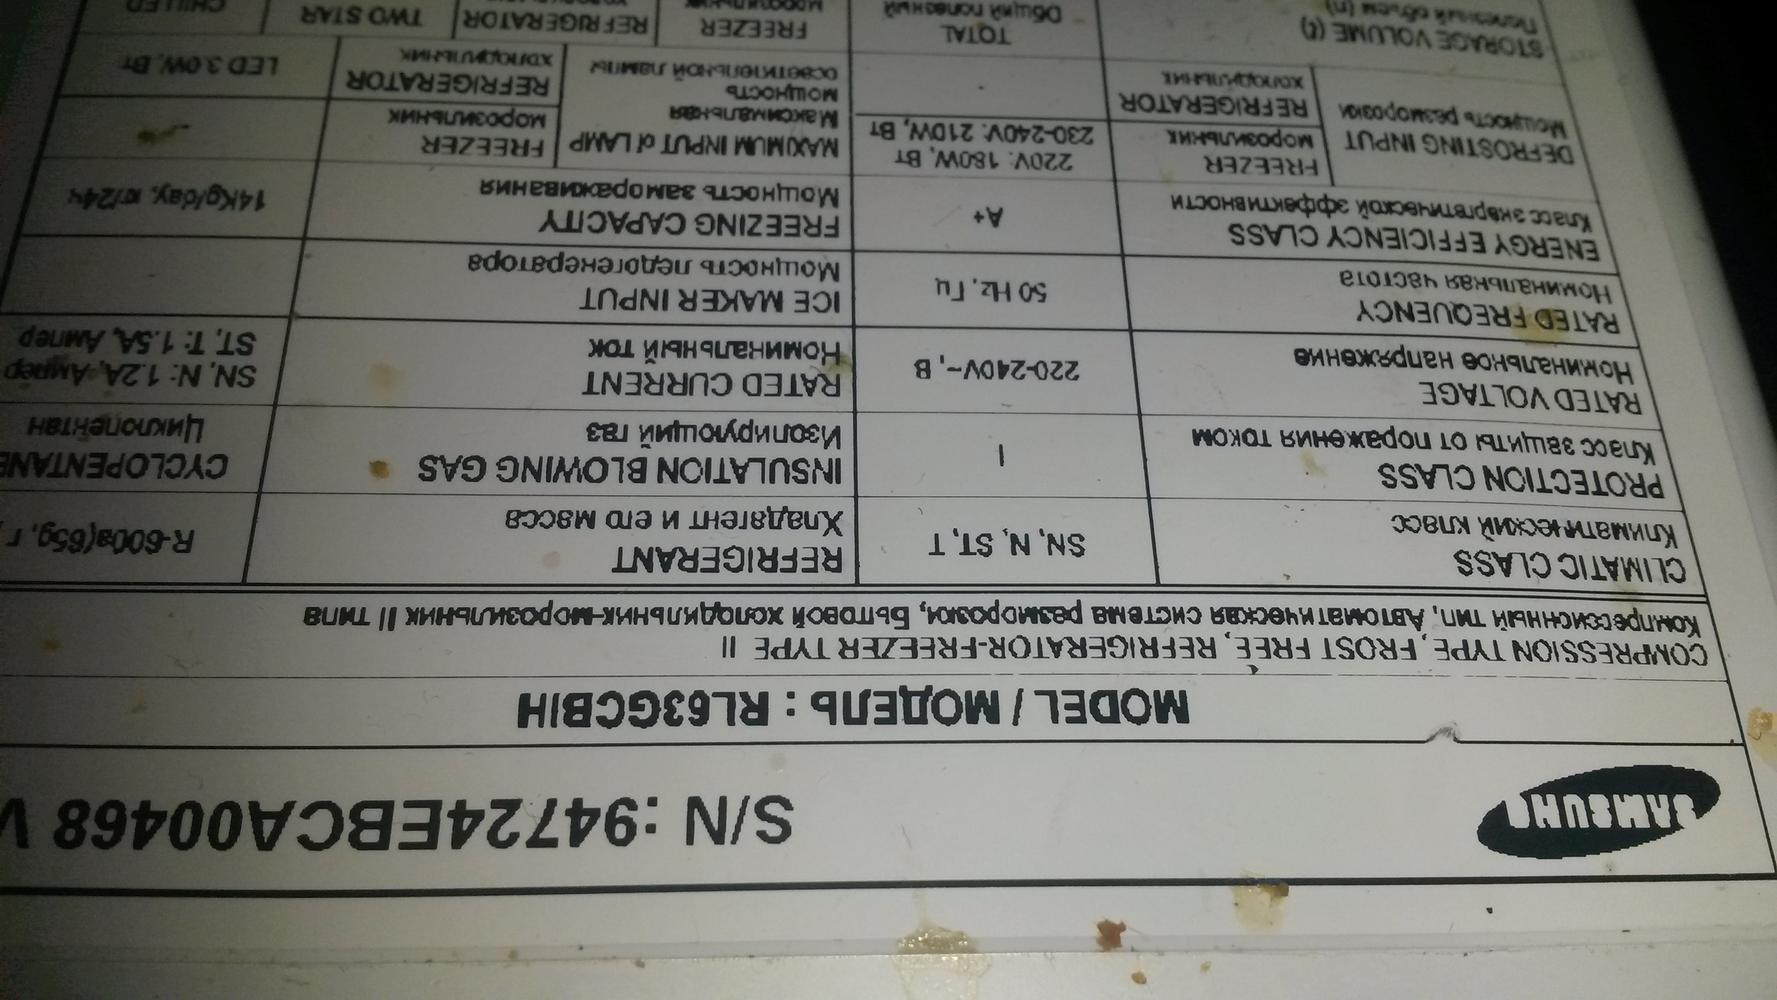 SAMSUNG
S/N :94724EBCA00468
MODEL / МОДЕЛЬ : RL63GCBIH
COMPRESSION TYPE, FROST FREE, REFRIGERATOR-FREEZER TYPE II
Компрессионный тип, Автоматическая система разморозки, Бытовой холодильник-морозильник II типа
CLIMATIC CLASS
Климатический класс
SN, N, ST, T
REFRIGERANT
Хладагент и его масса
R-600a(65g, г
PROTECTION CLASS
Класс защиты от поражения током
I
INSULATION BLOWING GAS
Изолирующий газ
CYCLOPENTANE
Циклопентан
RATED VOLTAGE
Номинальное напряжение
220-240V~, В
RATED CURRENT
Номинальный ток
SN, N: 1.2A, Ампер
ST, T: 1.5A, Ампер
RATED FREQUENCY
Номинальная частота
50 Hz, Гц
ICE MAKER INPUT
Мощность ледогенератора
ENERGY EFFICIENCY CLASS
Класс энергетической эффективности
A+
FREEZING CAPACITY
Мощность замораживания
14Kg/day, кг/24ч
DEFROSTING INPUT
Мощность разморозки
FREEZER
морозильник
220V: 180W, Вт
230-240V: 210W, Вт
REFRIGERATOR
холодильник
MAXIMUM INPUT of LAMP
Максимальная
мощность
осветительной лампы
FREEZER
морозильник
-
REFRIGERATOR
холодильник
LED 3.0W, Вт
STORAGE VOLUME (ℓ)
Полезный объем (л)
TOTAL
Общий полезный
FREEZER
морозильник
REFRIGERATOR
TWO STAR
CHILLED